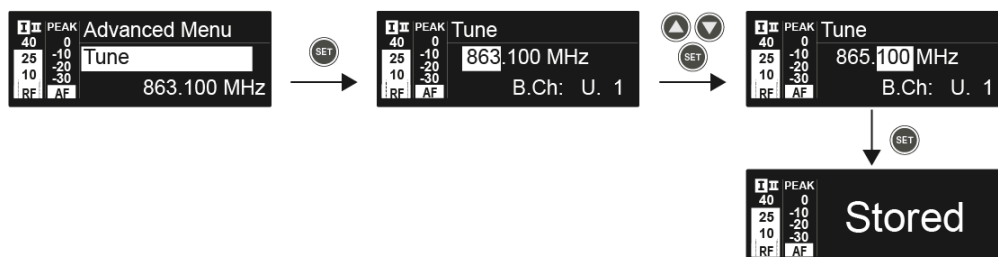 I II PEAK Advanced Menu
40 0
25 -10 Tune
-20
10 -30
RF AF 863.100 MHz
SET
I II PEAK Tune
40 0
25 -10 863.100 MHz
-20
10 -30
RF AF B.Ch: U. 1
SET
I II PEAK Tune
40 0
25 -10 865.100 MHz
-20
10 -30
RF AF B.Ch: U. 1
SET
I II PEAK
40 0
25 -10 Stored
-20
10 -30
RF AF